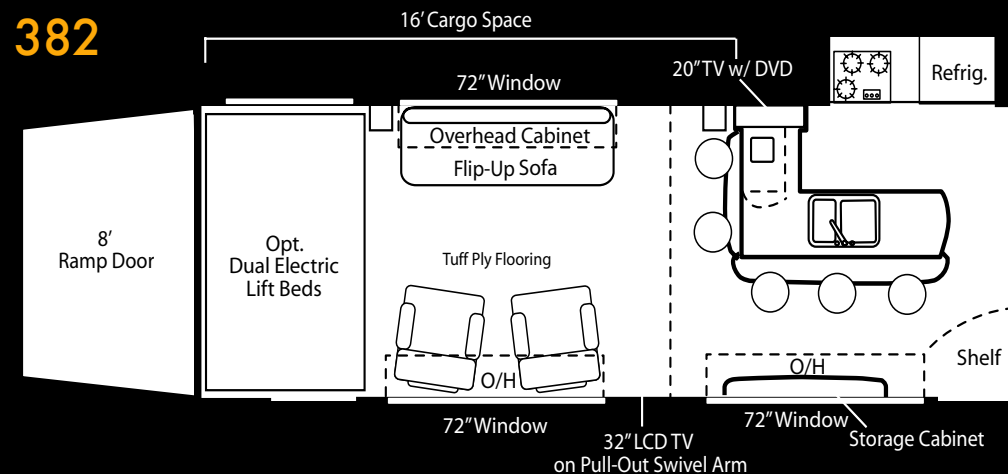 382
16' Cargo Space
20" TV w/ DVD
Refrig.
72" Window
Overhead Cabinet
Flip-Up Sofa
8'
Ramp Door
Opt.
Dual Electric
Lift Beds
Tuff Ply Flooring
O/H
O/H
Shelf
72" Window
72" Window
Storage Cabinet
32" LCD TV
on Pull-Out Swivel Arm